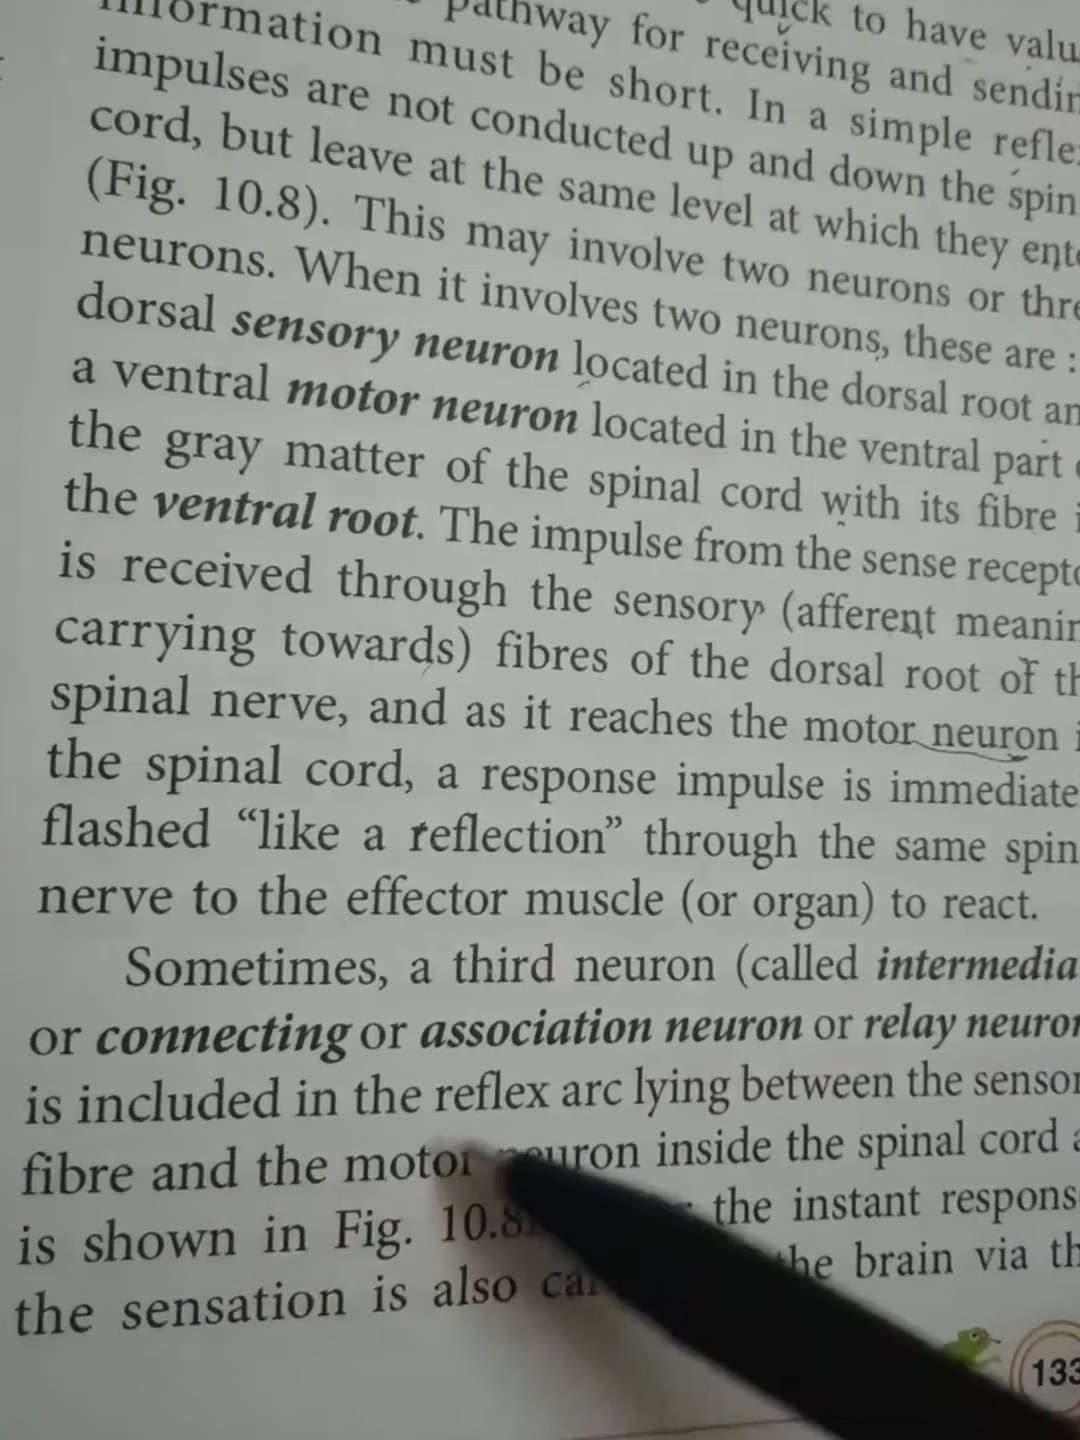 pathway for receiving and
quick to have
information must be short. In a simple
impulses are not conducted up and down the
cord, but leave at the same level at which they
(Fig. 10.8). This may involve two neurons or
neurons. When it involves two neurons, these are :
dorsal sensory neuron located in the dorsal root
a ventral motor neuron located in the ventral part
the gray matter of the spinal cord with its fibre
the ventral root. The impulse from the sense
is received through the sensory (afferent
carrying towards) fibres of the dorsal root of
spinal nerve, and as it reaches the motor neuron
the spinal cord, a response impulse is
flashed “like a reflection” through the same
nerve to the effector muscle (or organ) to react.
Sometimes, a third neuron (called
or connecting or association neuron or relay
is included in the reflex arc lying between the
fibre and the motor neuron inside the spinal cord
is shown in Fig. the instant
the sensation is also the brain via
133